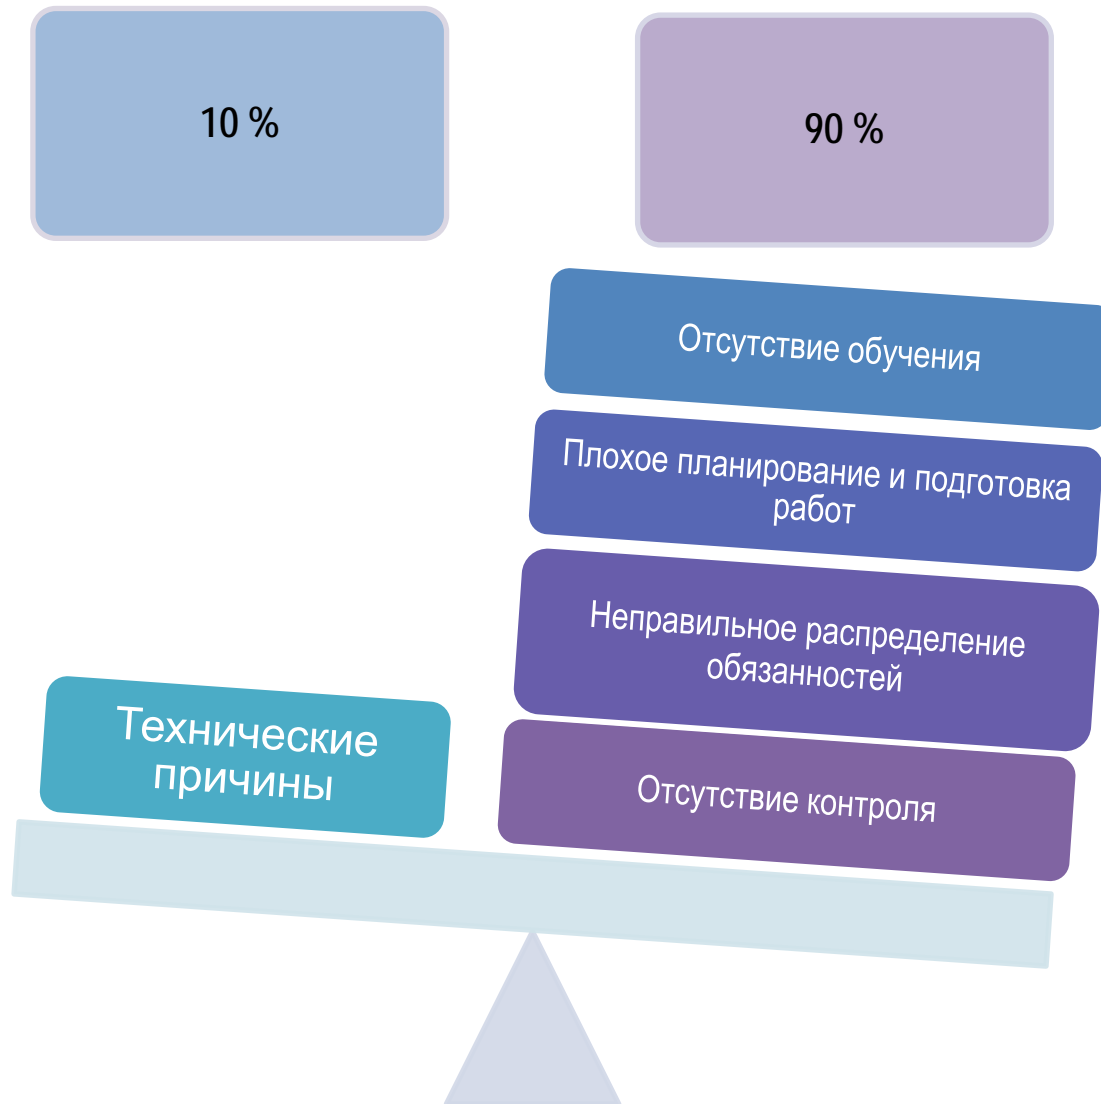 10 %
90 %
Отсутствие обучения
Плохое планирование и подготовка
работ
Неправильное распределение
обязанностей
Отсутствие контроля
Технические
причины